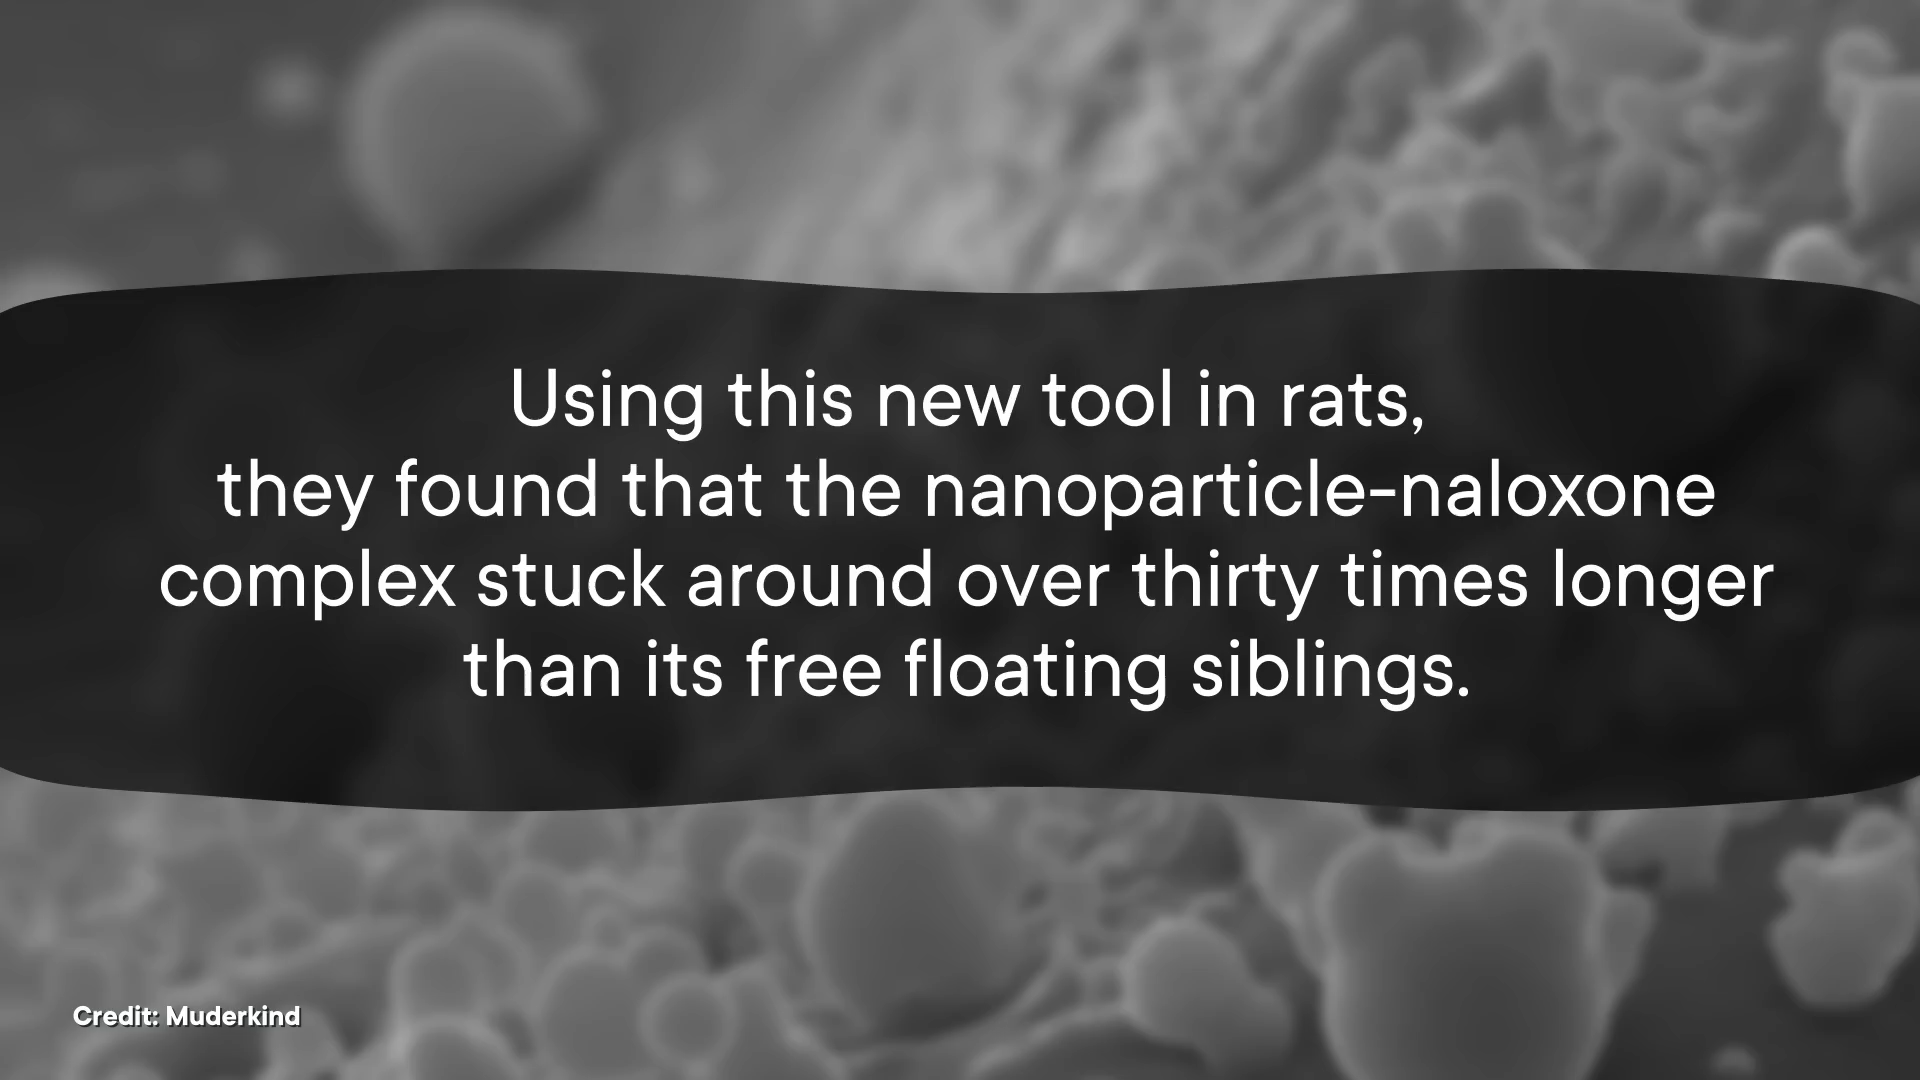 Using this new tool in rats,
they found that the nanoparticle-naloxone
complex stuck around over thirty times longer
than its free floating siblings.
Credit: Muderkind